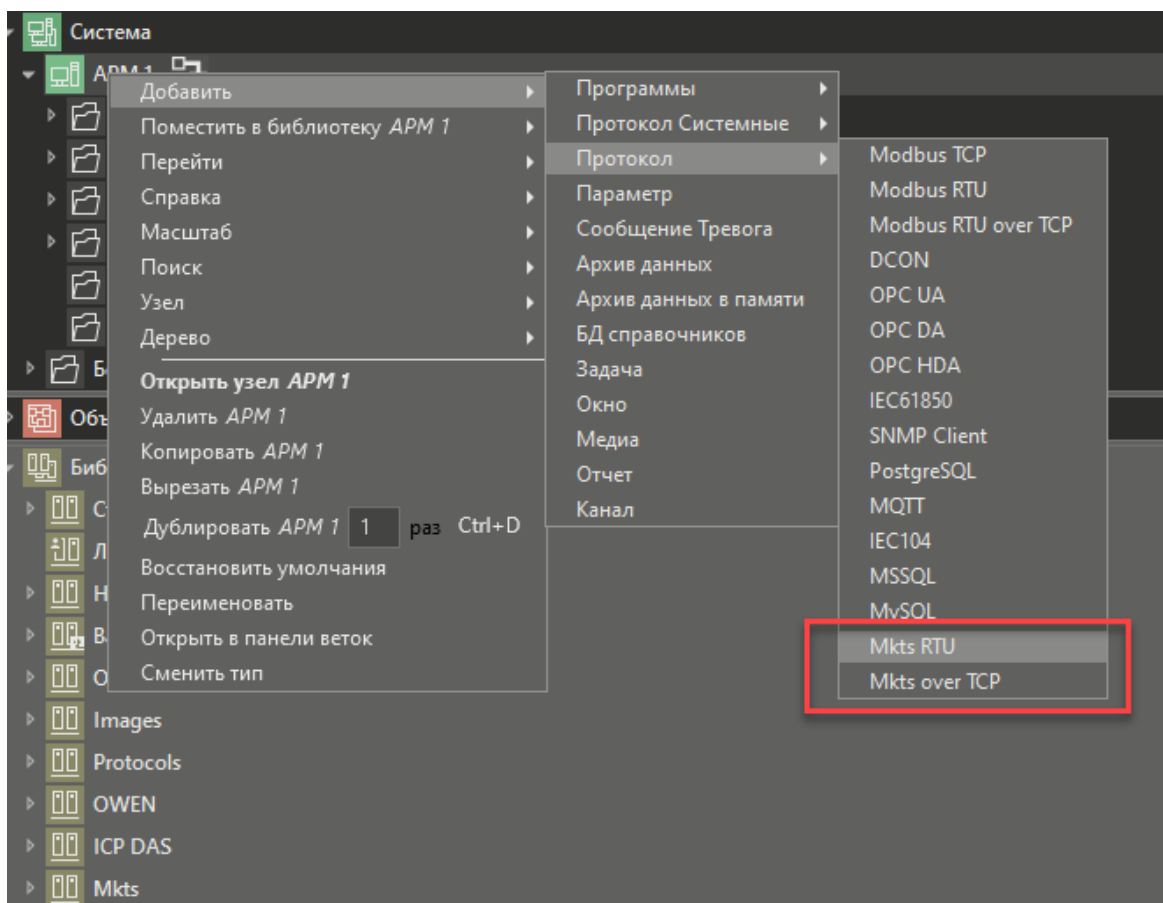 Система
АРМ 1
Добавить
Поместить в библиотеку АРМ 1
Перейти
Справка
Масштаб
Поиск
Узел
Дерево
Открыть узел АРМ 1
Удалить АРМ 1
Копировать АРМ 1
Вырезать АРМ 1
Дублировать АРМ 1 1 раз Ctrl+D
Восстановить умолчания
Переименовать
Открыть в панели веток
Сменить тип
Программы
Протокол Системные
Протокол
Параметр
Сообщение Тревога
Архив данных
Архив данных в памяти
БД справочников
Задача
Окно
Медиа
Отчет
Канал
Modbus TCP
Modbus RTU
Modbus RTU over TCP
DCON
OPC UA
OPC DA
OPC HDA
IEC61850
SNMP Client
PostgreSQL
MQTT
IEC104
MSSQL
MySQL
Mkts RTU
Mkts over TCP
Images
Protocols
OWEN
ICP DAS
Mkts